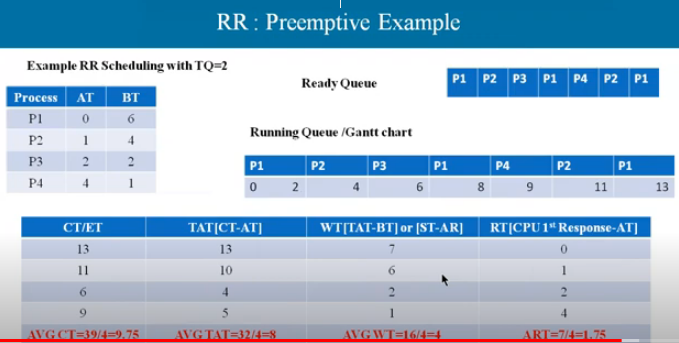 RR : Preemptive Example
Example RR Scheduling with TQ=2
Ready Queue
P1 P2 P3 P1 P4 P2 P1
Process AT BT
P1 0 6
P2 1 4
P3 2 2
P4 4 1
Running Queue /Gantt chart
P1 P2 P3 P1 P4 P2 P1
0 2 4 6 8 9 11 13
CT/ET TAT[CT-AT] WT[TAT-BT] or [ST-AR] RT[CPU 1st Response-AT]
13 13 7 0
11 10 6 1
6 4 2 2
9 5 1 4
AVG CT=39/4=9.75 AVG TAT=32/4=8 AVG WT=16/4=4 ART=7/4=1.75